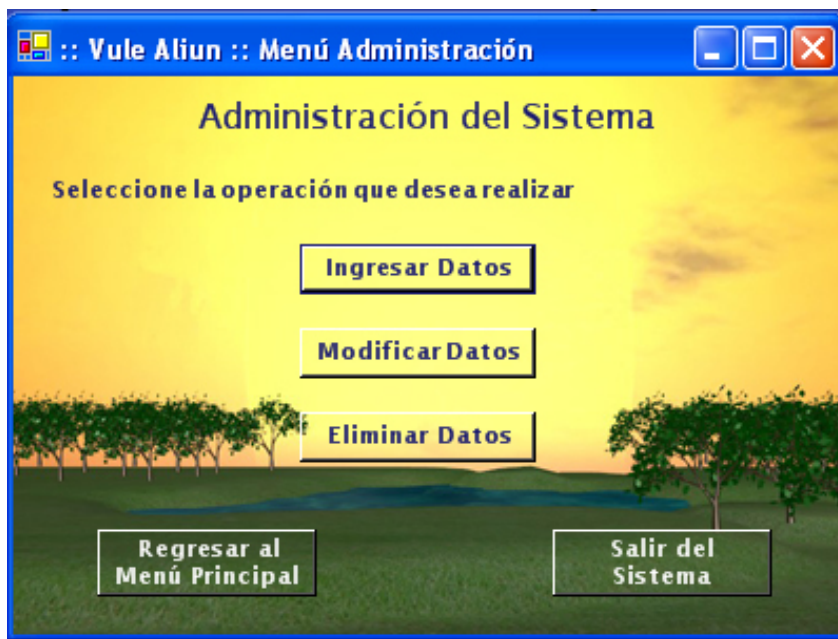 :: Vule Aliun :: Menú Administración
Administración del Sistema
Seleccione la operación que desea realizar
Ingresar Datos
Modificar Datos
Eliminar Datos
Regresar al
Menú Principal
Salir del
Sistema